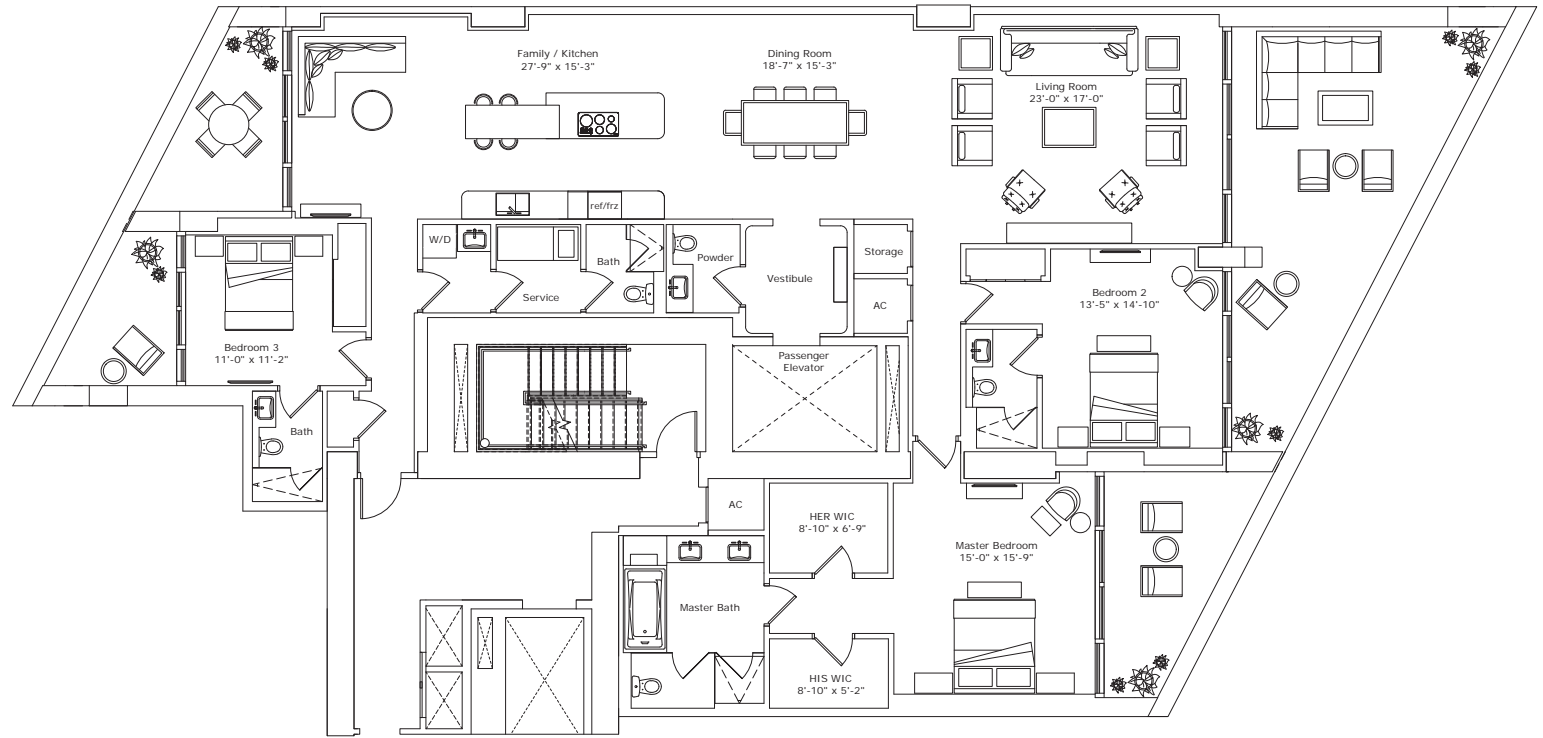 Family / Kitchen
27'-9" x 15'-3"
Dining Room
18'-7" x 15'-3"
Living Room
23'-0" x 17'-0"
ref/frz
W/D
Bath
Powder
Service
Vestibule
Storage
AC
Bedroom 2
13'-5" x 14'-10"
Bedroom 3
11'-0" x 11'-2"
Passenger
Elevator
Bath
AC
HER WIC
8'-10" x 6'-9"
Master Bedroom
15'-0" x 15'-9"
Master Bath
HIS WIC
8'-10" x 5'-2"